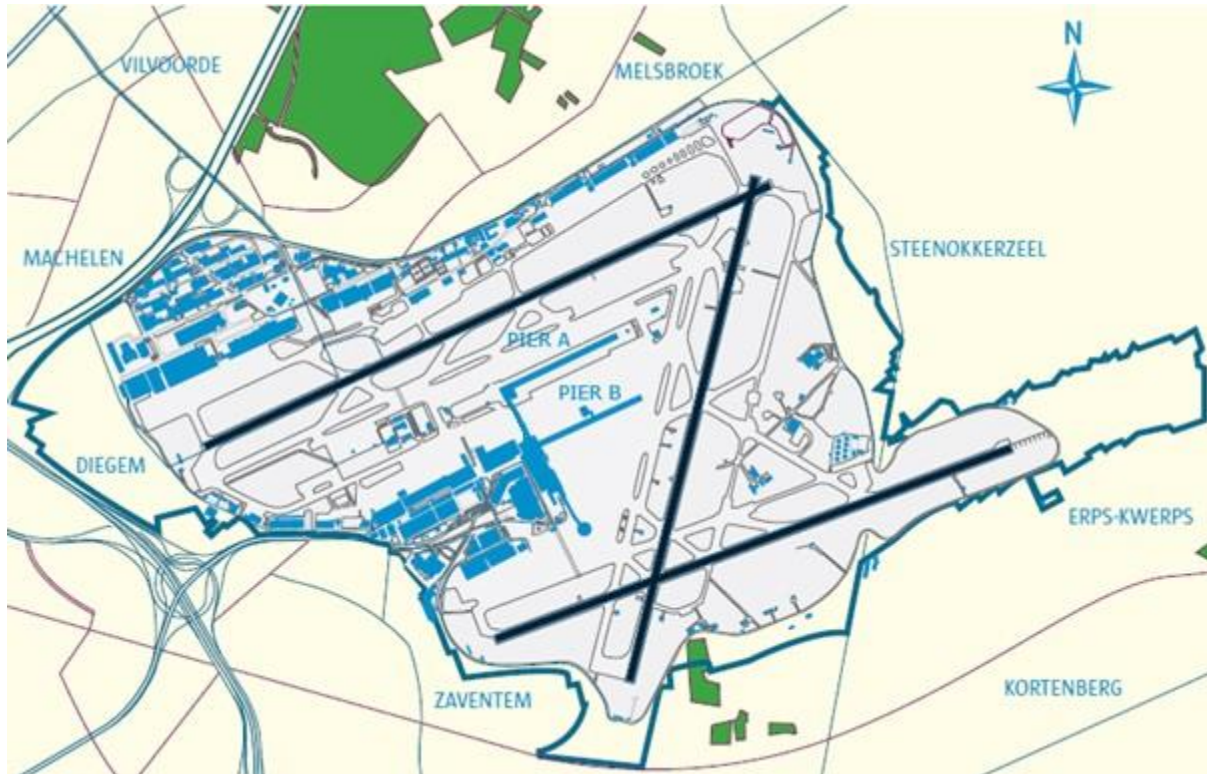 N
VILVOORDE
MELSBROEK
MACHELEN
STEENOKKERZEEL
PIER A
PIER B
DIEGEM
ERPS-KWERPS
ZAVENTEM
KORTENBERG